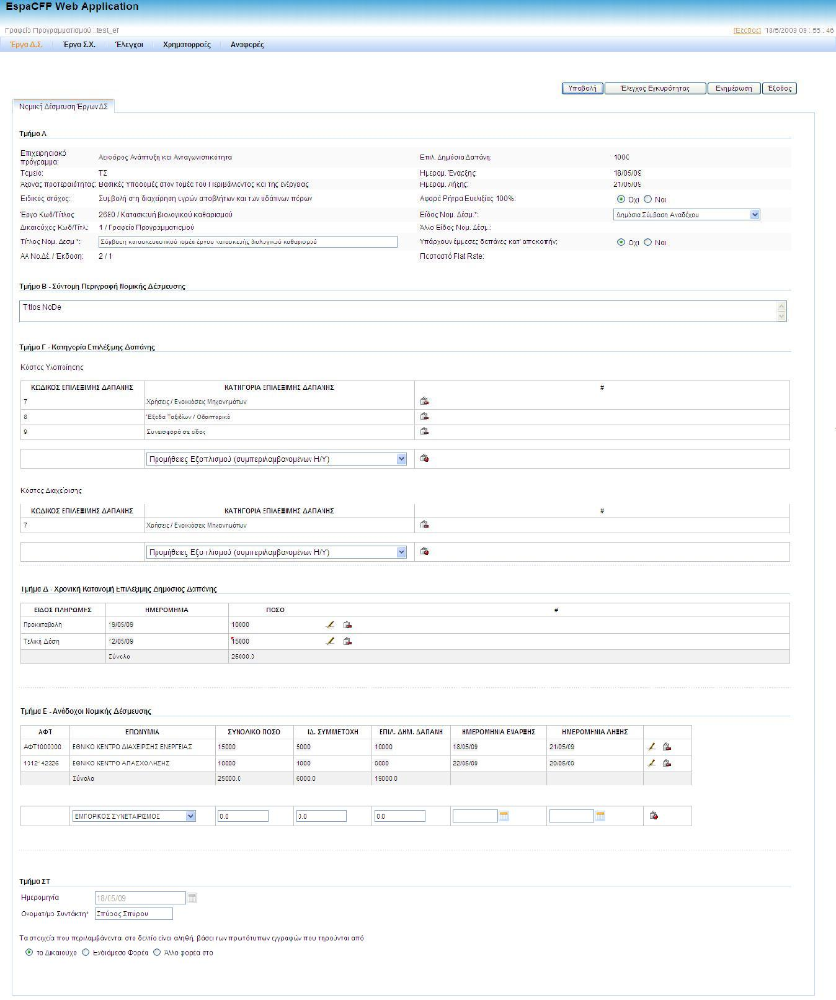 EspaCFP Web Application
Γραφείο Προγραμματισμού : test_ef [Εξοδος] 18/5/2009 09 : 55 : 46
Έργα Δ.Σ. Έργα Σ.Χ. Έλεγχοι Χρηματορροές Αναφορές
Υποβολή Έλεγχος Εγκυρότητας Ενημέρωση Έξοδος
Νομική Δέσμευση Έργων ΔΣ
Τμήμα Α
Επιχειρησιακό πρόγραμμα: Αειφόρος Ανάπτυξη και Ανταγωνιστικότητα Επιλ. Δημόσια Δαπάνη: 1000
Ταμείο: ΤΣ Ημερομ. Έναρξης: 18/05/09
Άξονας προτεραιότητας: Βασικές Υποδομές στον τομέα του Περιβάλλοντος και της ενέργειας Ημερομ. Λήξης: 21/05/09
Ειδικός στόχος: Συμβολή στη διαχείρηση υγρών αποβλήτων και των υδάτινων πόρων Αφορά Ρήτρα Ευελιξίας 100%: Οχι Ναι
Έργο Κωδ/Τίτλος 2680 / Κατασκευή βιολογικού καθαρισμού Είδος Νομ. Δέσμ.*: Δημόσια Σύμβαση Αναδόχου
Δικαιούχος Κωδ/Τίτλ.: 1 / Γραφείο Προγραμματισμού Άλλο Είδος Νομ. Δέσμ.:
Τίτλος Νομ. Δεσμ *: Σύμβαση κατασκευαστικού τομέα έργου κατασκευής βιολογικού καθαρισμού Υπάρχουν έμμεσες δαπάνες κατ' αποκοπήν; Οχι Ναι
ΑΑ Νο.Δέ. / Έκδοση: 2 / 1 Ποσοστό Flat Rate:
Τμήμα Β - Σύντομη Περιγραφή Νομικής Δέσμευσης
Titlos NoDe
Τμήμα Γ - Κατηγορία Επιλέξιμης Δαπάνης
Κόστος Υλοποίησης
ΚΩΔΙΚΟΣ ΕΠΙΛΕΞΙΜΗΣ ΔΑΠΑΝΗΣ ΚΑΤΗΓΟΡΙΑ ΕΠΙΛΕΞΙΜΗΣ ΔΑΠΑΝΗΣ #
7 Χρήσεις / Ενοικιάσεις Μηχανημάτων
8 Έξοδα Ταξιδίων / Οδοιπορικά
9 Συνεισφορά σε είδος
Προμήθειες Εξοπλισμού (συμπεριλαμβανομένων Η/Υ)
Κόστος Διαχείρισης
ΚΩΔΙΚΟΣ ΕΠΙΛΕΞΙΜΗΣ ΔΑΠΑΝΗΣ ΚΑΤΗΓΟΡΙΑ ΕΠΙΛΕΞΙΜΗΣ ΔΑΠΑΝΗΣ #
7 Χρήσεις / Ενοικιάσεις Μηχανημάτων
Προμήθειες Εξοπλισμού (συμπεριλαμβανομένων Η/Υ)
Τμήμα Δ - Χρονική Κατανομή Επιλέξιμης Δημόσιας Δαπάνης
ΕΙΔΟΣ ΠΛΗΡΩΜΗΣ ΗΜΕΡΟΜΗΝΙΑ ΠΟΣΟ #
Προκαταβολή 19/05/09 10000
Τελική Δόση 12/05/09 15000
Σύνολο 25000.0
Τμήμα Ε - Ανάδοχοι Νομικής Δέσμευσης
ΑΦΤ ΕΠΩΝΥΜΙΑ ΣΥΝΟΛΙΚΟ ΠΟΣΟ ΙΔ. ΣΥΜΜΕΤΟΧΗ ΕΠΙΛ. ΔΗΜ. ΔΑΠΑΝΗ ΗΜΕΡΟΜΗΝΙΑ ΕΝΑΡΞΗΣ ΗΜΕΡΟΜΗΝΙΑ ΛΗΞΗΣ
ΑΦΤ1000000 ΕΘΝΙΚΟ ΚΕΝΤΡΟ ΔΙΑΧΕΙΡΣΗΣ ΕΝΕΡΓΕΙΑΣ 15000 5000 10000 18/05/09 21/05/09
1012142326 ΕΘΝΙΚΟ ΚΕΝΤΡΟ ΑΠΑΣΧΟΛΗΣΗΣ 10000 1000 9000 22/05/09 29/05/09
Σύνολα 25000.0 6000.0 19000.0
ΕΜΠΟΡΙΚΟΣ ΣΥΝΕΤΑΙΡΙΣΜΟΣ 0.0 0.0 0.0
Τμήμα ΣΤ
Ημερομηνία 18/05/09
Ονοματ/μο Συντάκτη* Σπύρος Σπύρου
Τα στοιχεία που περιλαμβάνονται στο δελτίο είναι αληθή, βάσει των πρωτότυπων εγγραφών που τηρούνται από
το Δικαιούχο Ενδιάμεσο Φορέα Άλλο φορέα στο